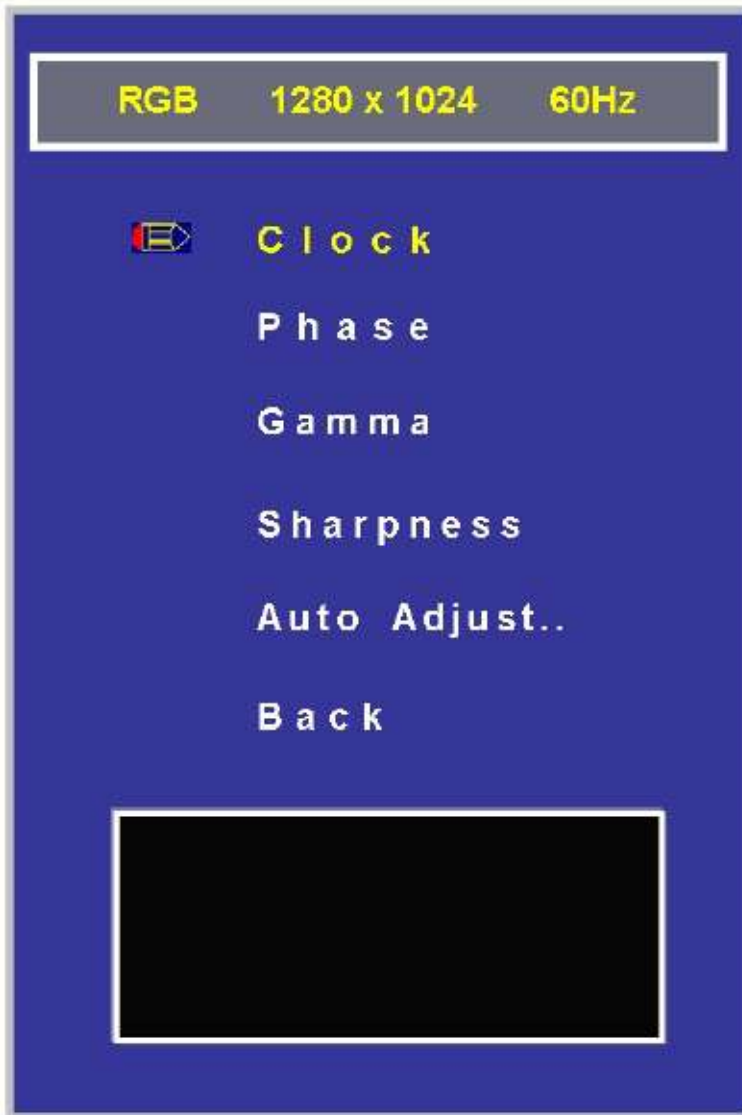 RGB 1280 x 1024 60Hz
Clock
Phase
Gamma
Sharpness
Auto Adjust..
Back